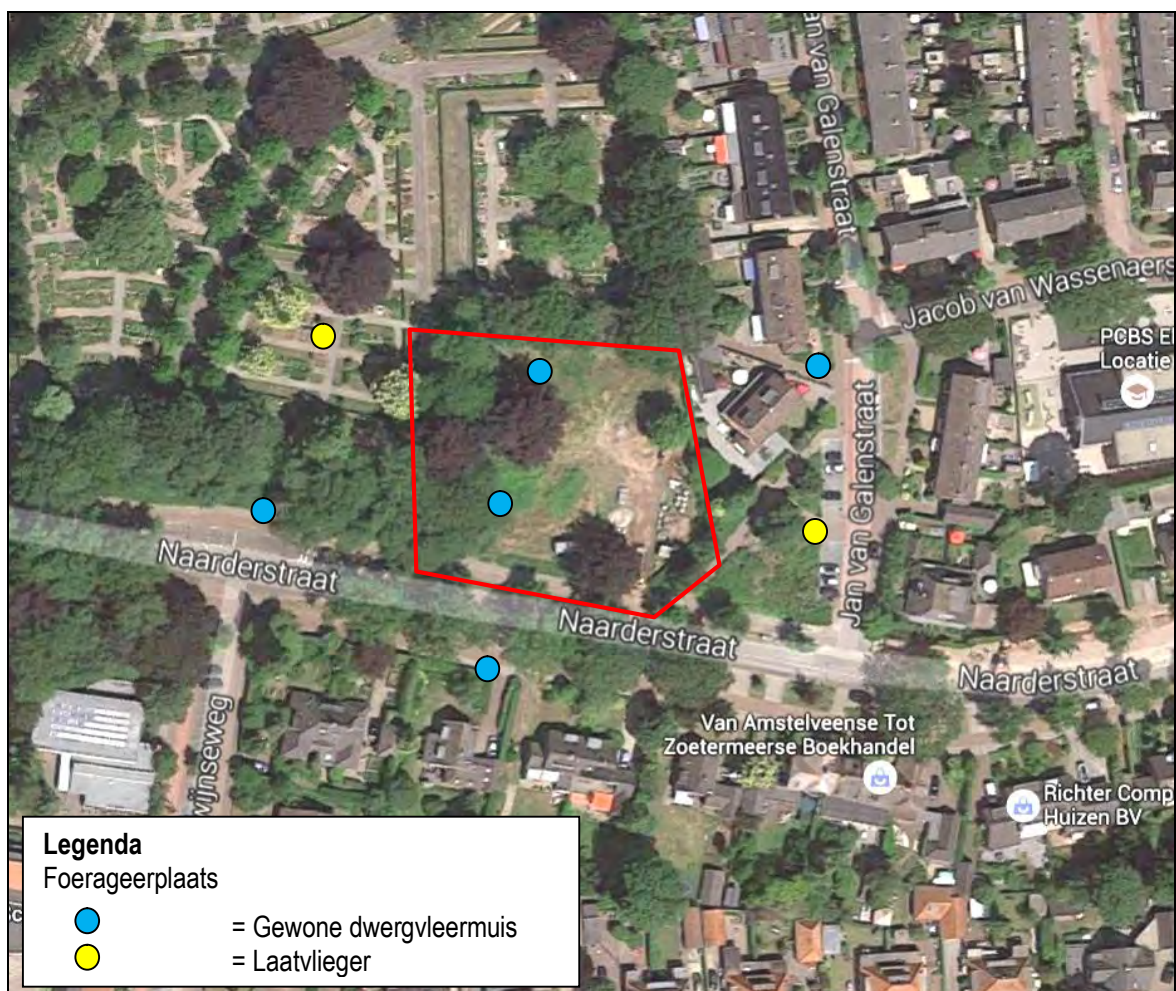 Jan van Galenstraat
Jacob van Wassenaers
PCBS El
Locatie
Jan van Galenstraat
Naarderstraat
Naarderstraat
Naarderstraat
Van Amstelveense Tot
Zoetermeerse Boekhandel
Richter Comp
Huizen BV
wijnseweg
Legenda
Foerageerplaats
= Gewone dwergvleermuis
= Laatvlieger